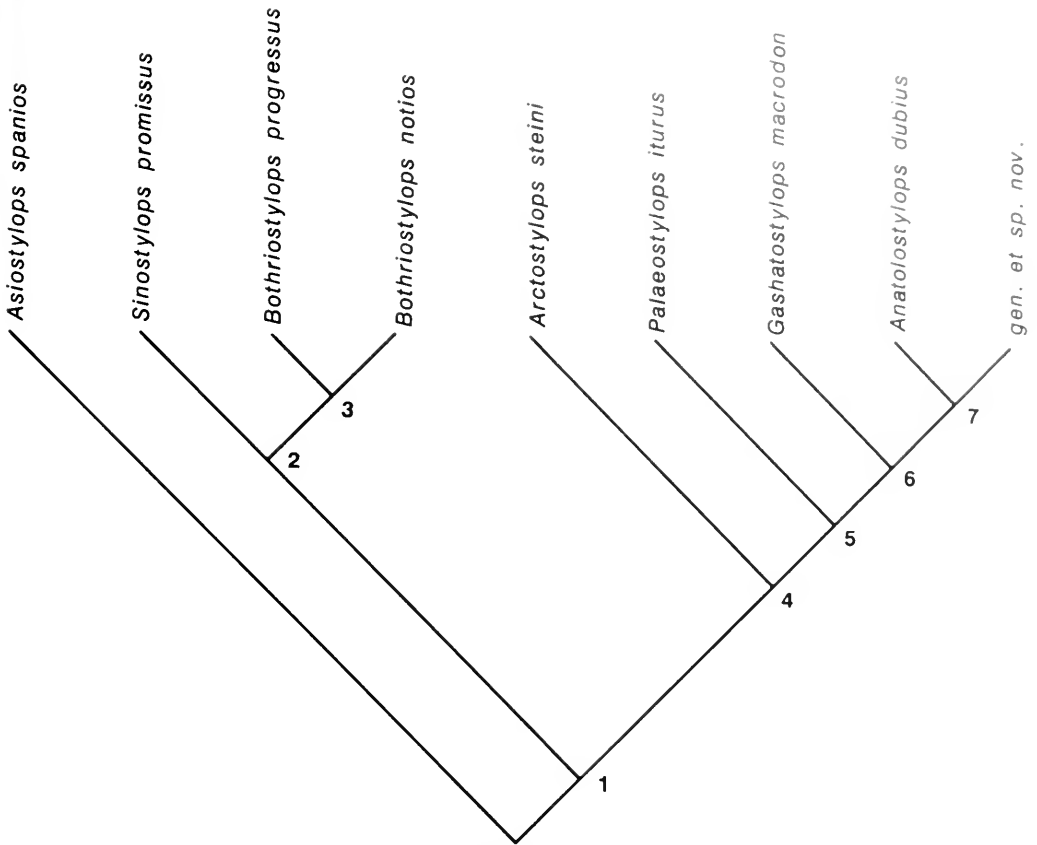 Asiostylops spanios
Sinostylops promissus
Bothriostylops progressus
Bothriostylops notios
Arctostylops steini
Palaeostylops iturus
Gashatostylops macrodon
Anatolostylops dubius
gen. et sp. nov.
3
2
7
6
5
4
1